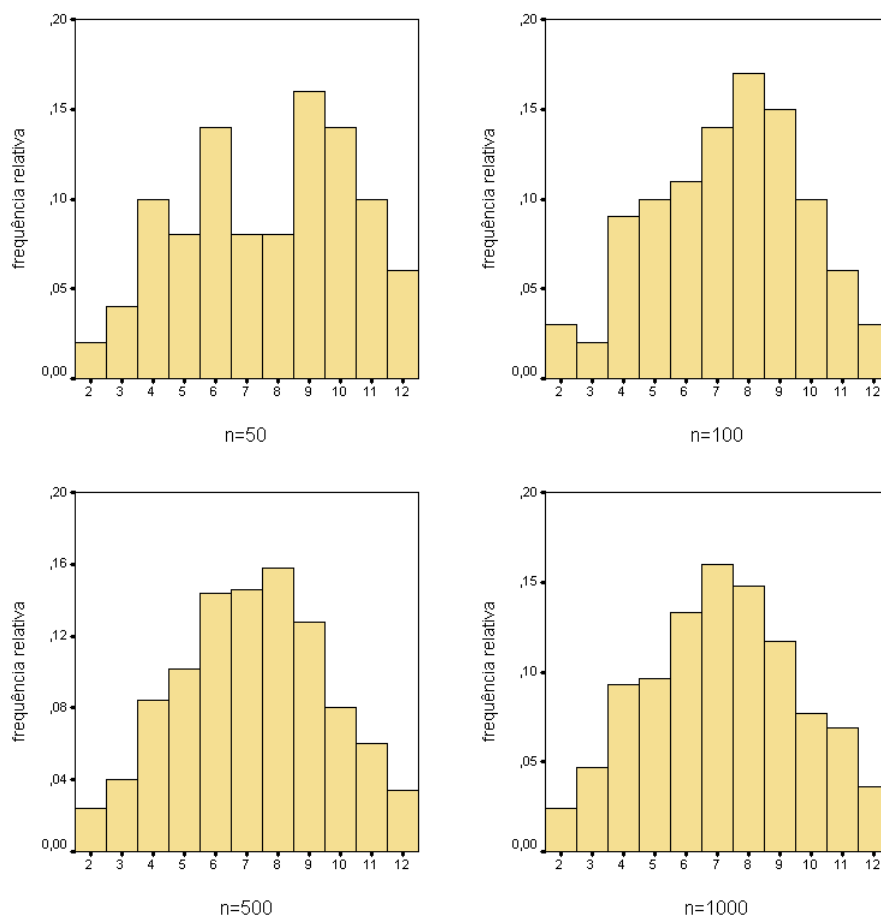 ,20
,15
,10
,05
0,00
frequência relativa
2 3 4 5 6 7 8 9 10 11 12
n=50
,20
,15
,10
,05
0,00
frequência relativa
2 3 4 5 6 7 8 9 10 11 12
n=100
,20
,16
,12
,08
,04
0,00
frequência relativa
2 3 4 5 6 7 8 9 10 11 12
n=500
,20
,15
,10
,05
0,00
frequência relativa
2 3 4 5 6 7 8 9 10 11 12
n=1000